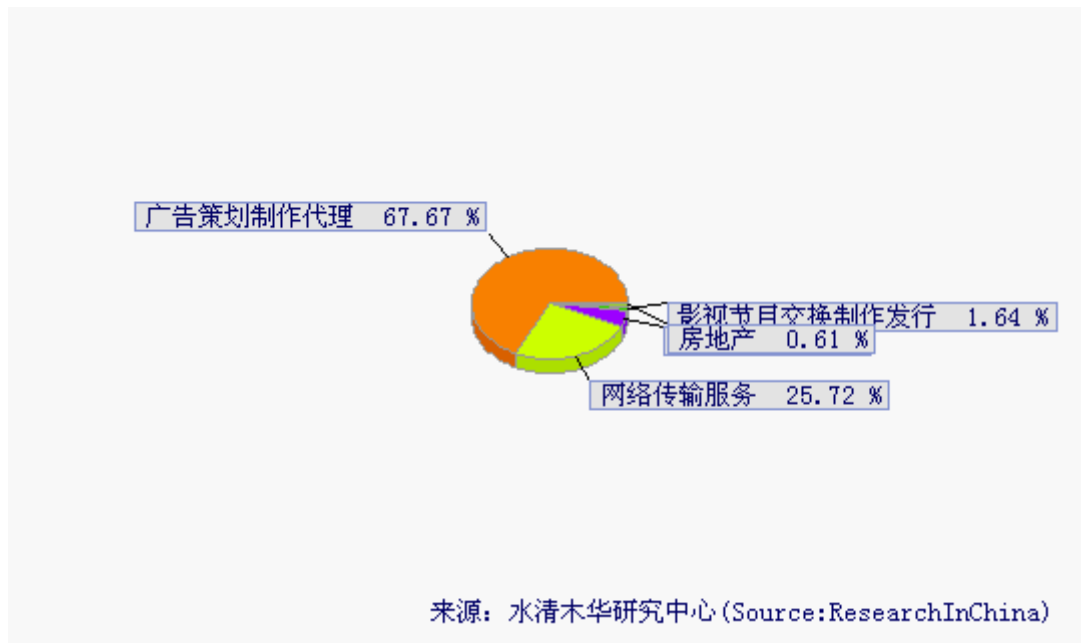 广告策划制作代理 67.67 %
影视节目交换制作发行 1.64 %
房地产 0.61 %
网络传输服务 25.72 %
来源: 水清木华研究中心(Source:ResearchInChina)